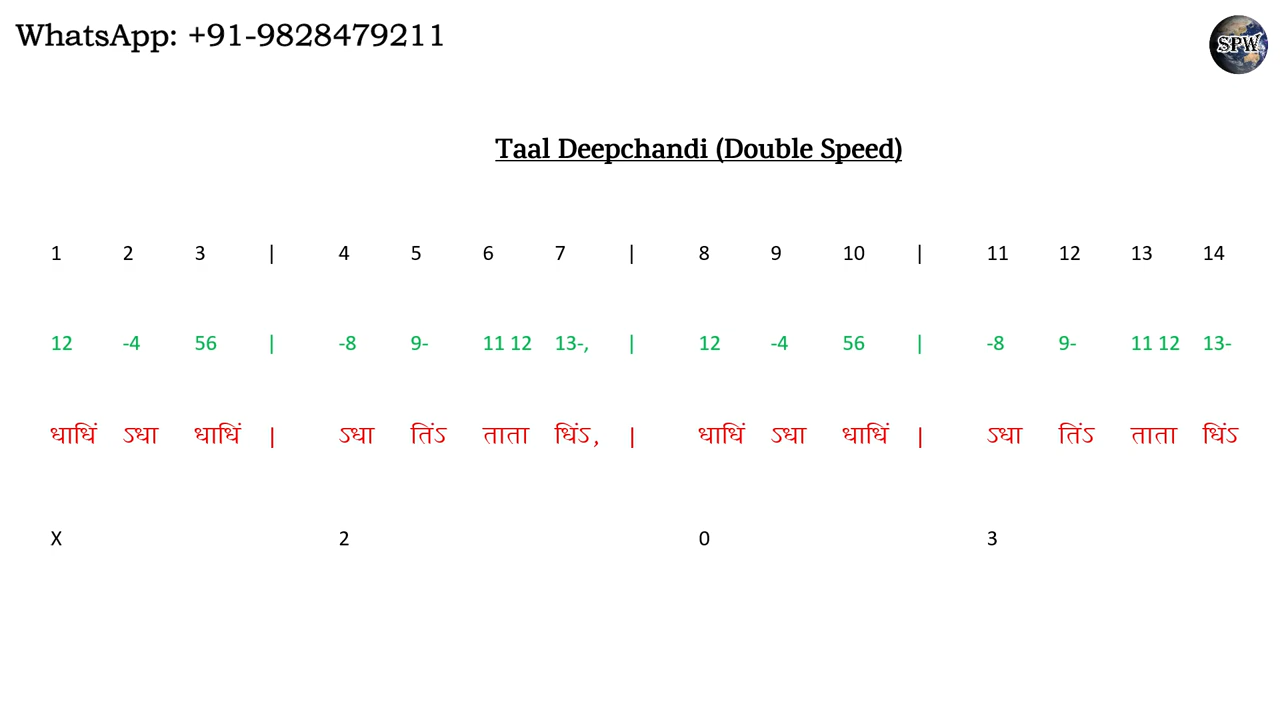 WhatsApp: +91-9828479211
SPW
Taal Deepchandi (Double Speed)
1 2 3 | 4 5 6 7 | 8 9 10 | 11 12 13 14
12 -4 56 | -8 9- 11 12 13-, | 12 -4 56 | -8 9- 11 12 13-
धाधिं ऽधा धाधिं | ऽधा तिंऽ ताता धिंऽ, | धाधिं ऽधा धाधिं | ऽधा तिंऽ ताता धिंऽ
X 2 0 3